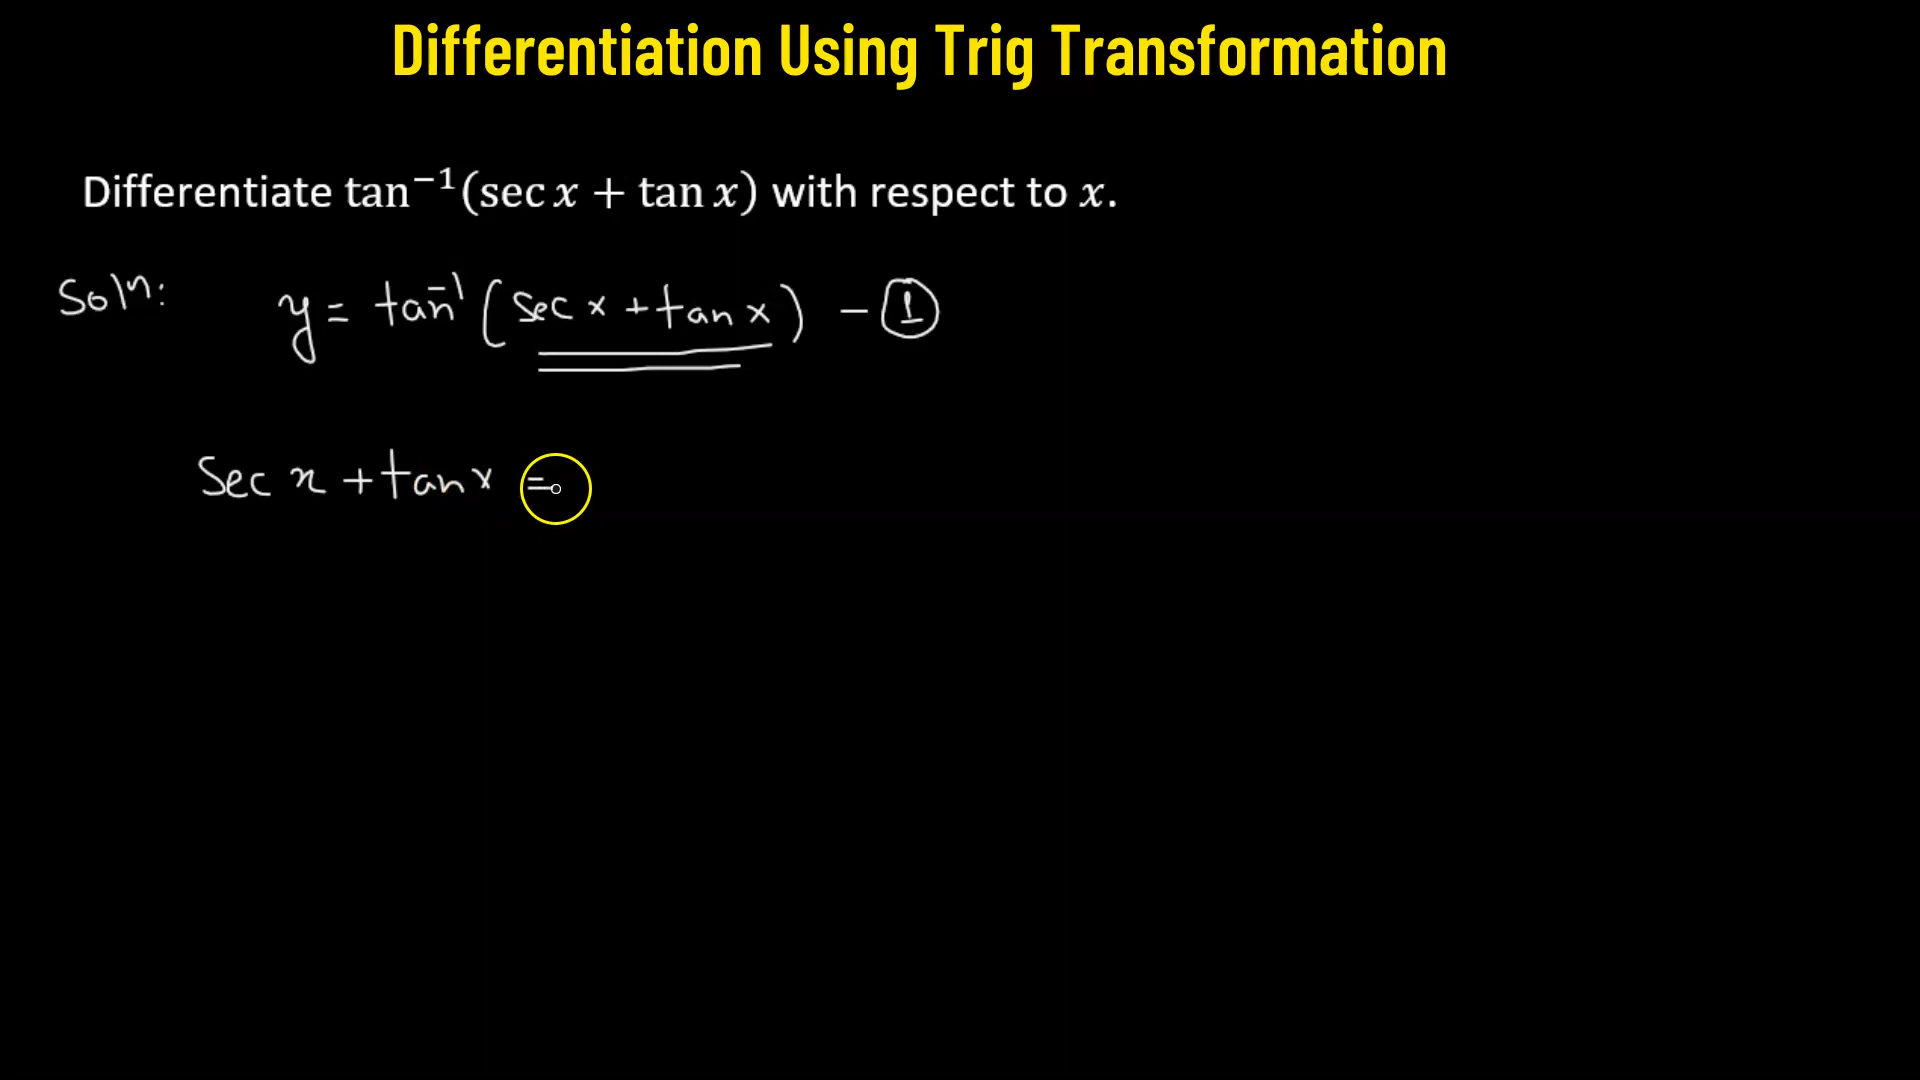 Differentiation Using Trig Transformation
Differentiate tan⁻¹(sec x + tan x) with respect to x.
Soln:
y = tan⁻¹ (sec x + tan x) – ①
Sec x + tan x =